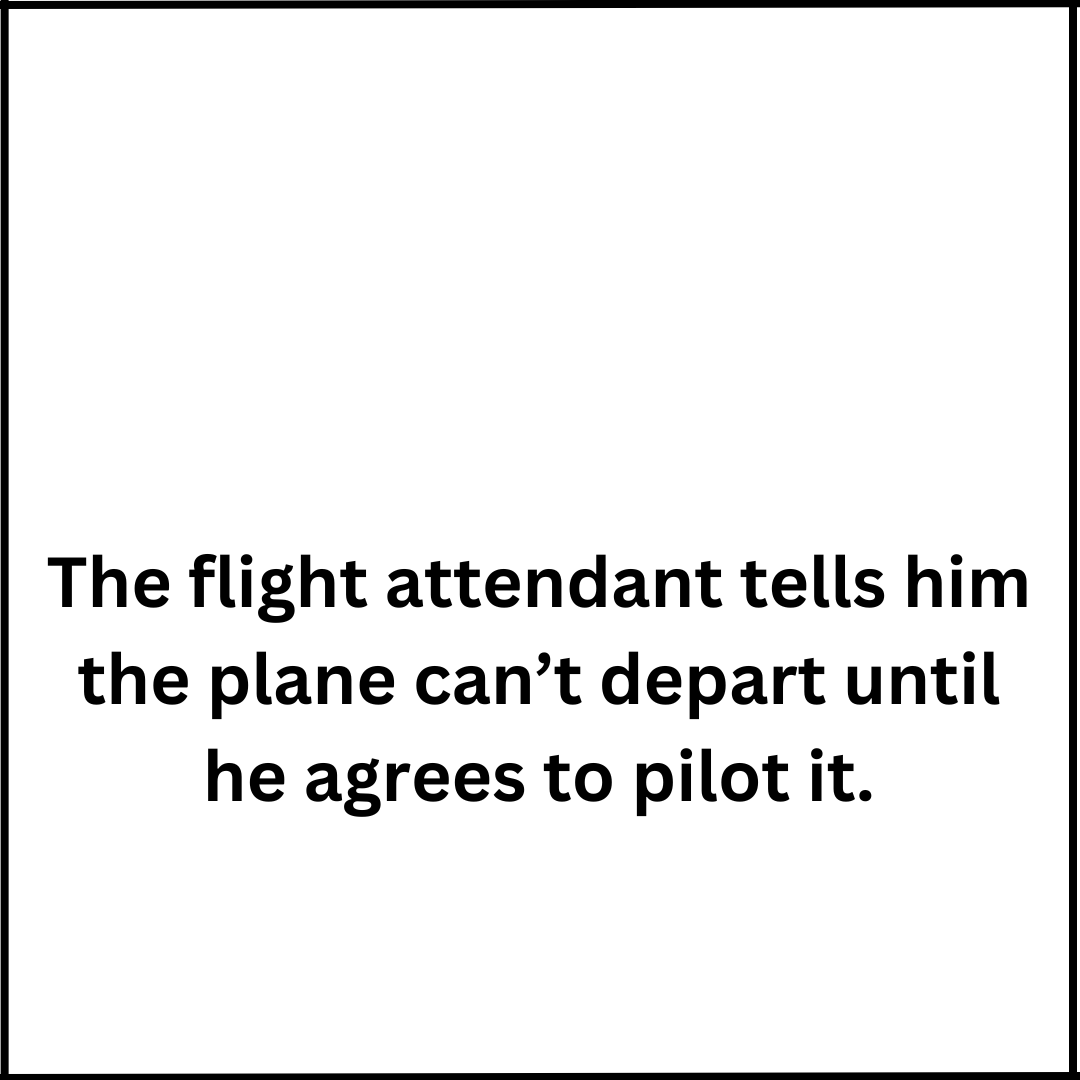 The flight attendant tells him
the plane can’t depart until
he agrees to pilot it.